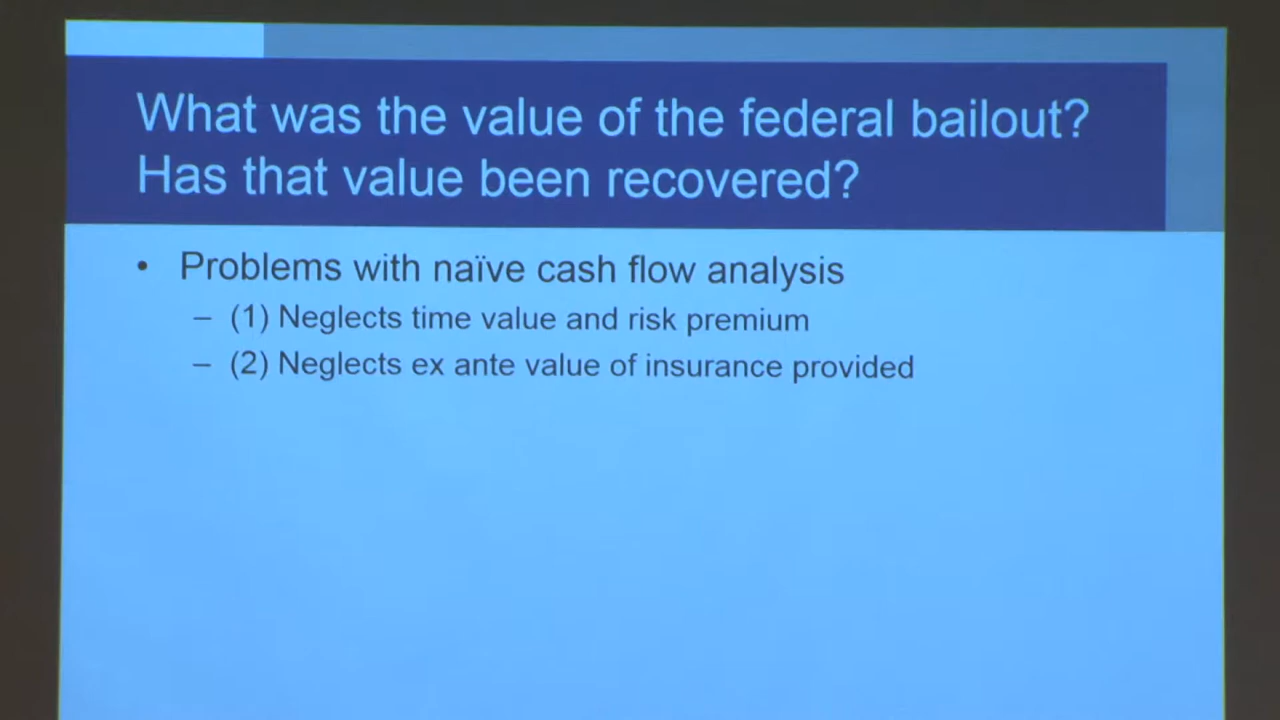 What was the value of the federal bailout?
Has that value been recovered?
• Problems with naïve cash flow analysis
– (1) Neglects time value and risk premium
– (2) Neglects ex ante value of insurance provided